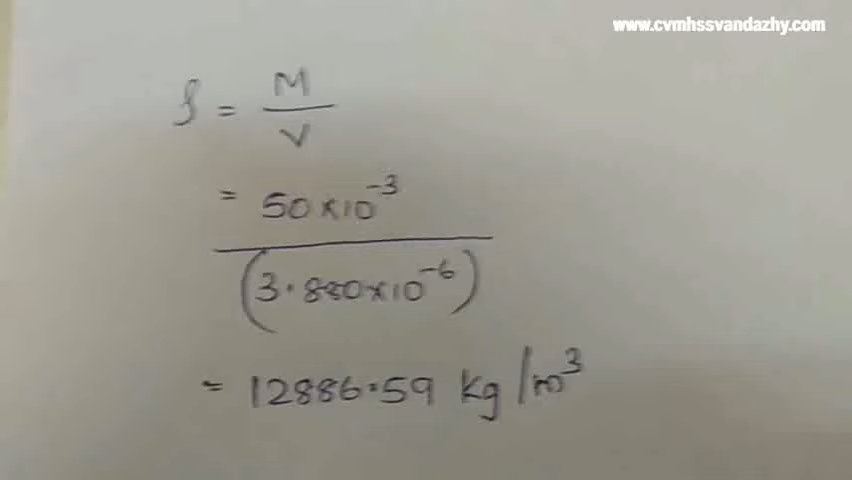 www.cvmhssvandazhy.com
ρ = M
V
= 50×10⁻³
(3.880×10⁻⁶)
= 12886.59 kg/m³